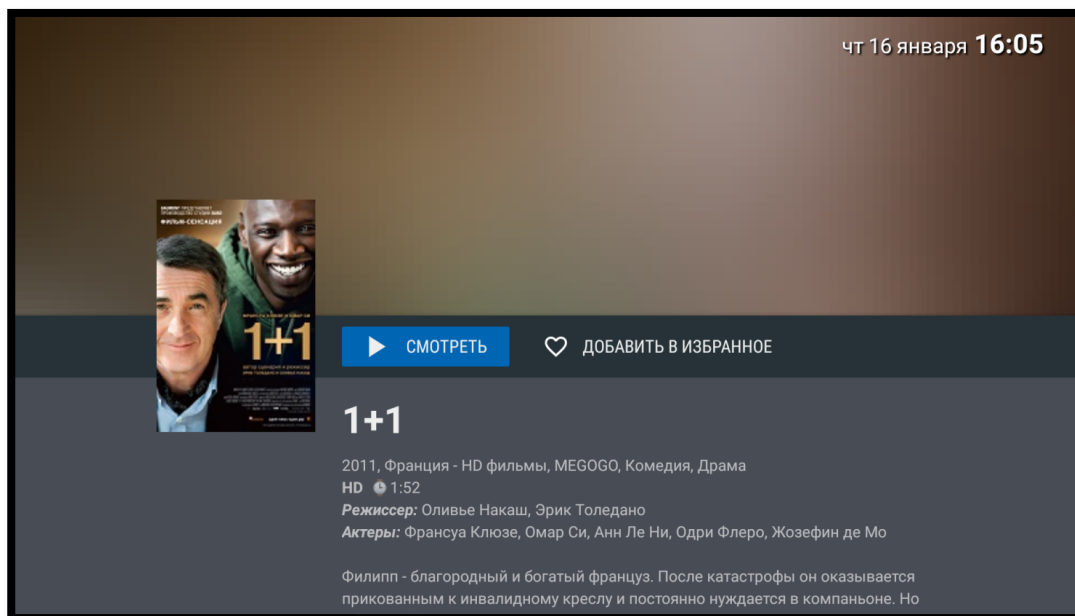 чт 16 января 16:05
ФИЛЬМ-СЕНСАЦИЯ
1+1
СМОТРЕТЬ
ДОБАВИТЬ В ИЗБРАННОЕ
1+1
2011, Франция - HD фильмы, MEGOGO, Комедия, Драма
HD 1:52
Режиссер: Оливье Накаш, Эрик Толедано
Актеры: Франсуа Клюзе, Омар Си, Анн Ле Ни, Одри Флеро, Жозефин де Мо
Филипп - благородный и богатый француз. После катастрофы он оказывается
прикованным к инвалидному креслу и постоянно нуждается в компаньоне. Но